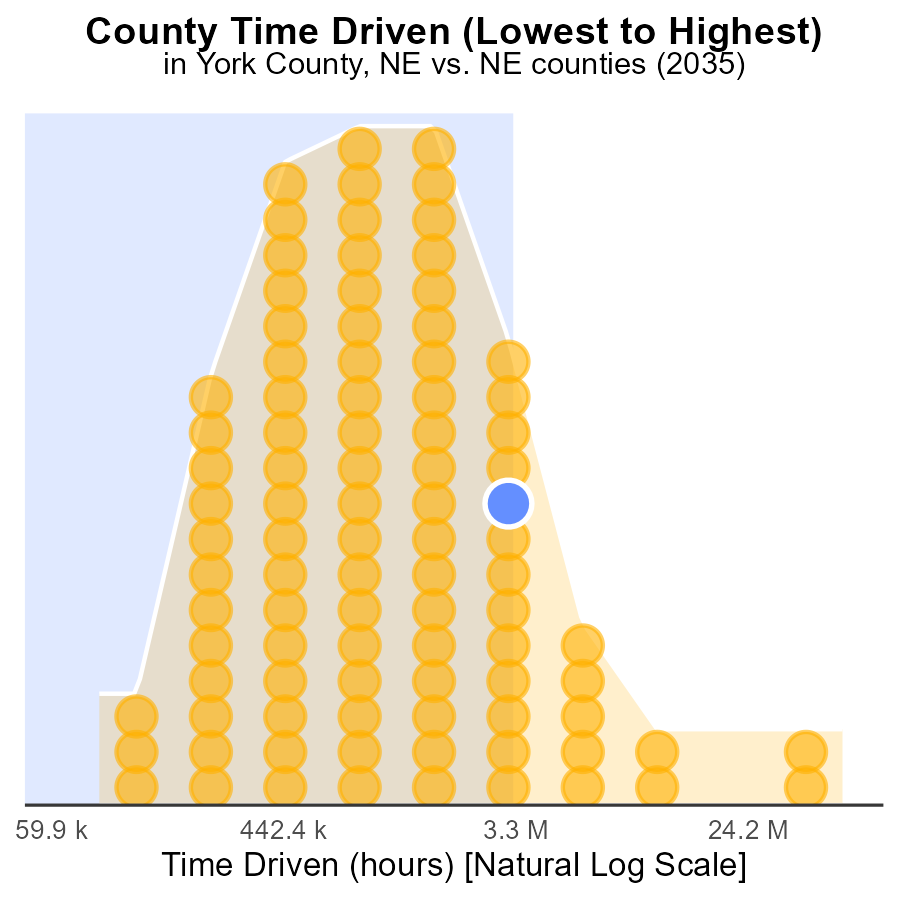 County Time Driven (Lowest to Highest)
in York County, NE vs. NE counties (2035)
59.9 k 442.4 k 3.3 M 24.2 M
Time Driven (hours) [Natural Log Scale]